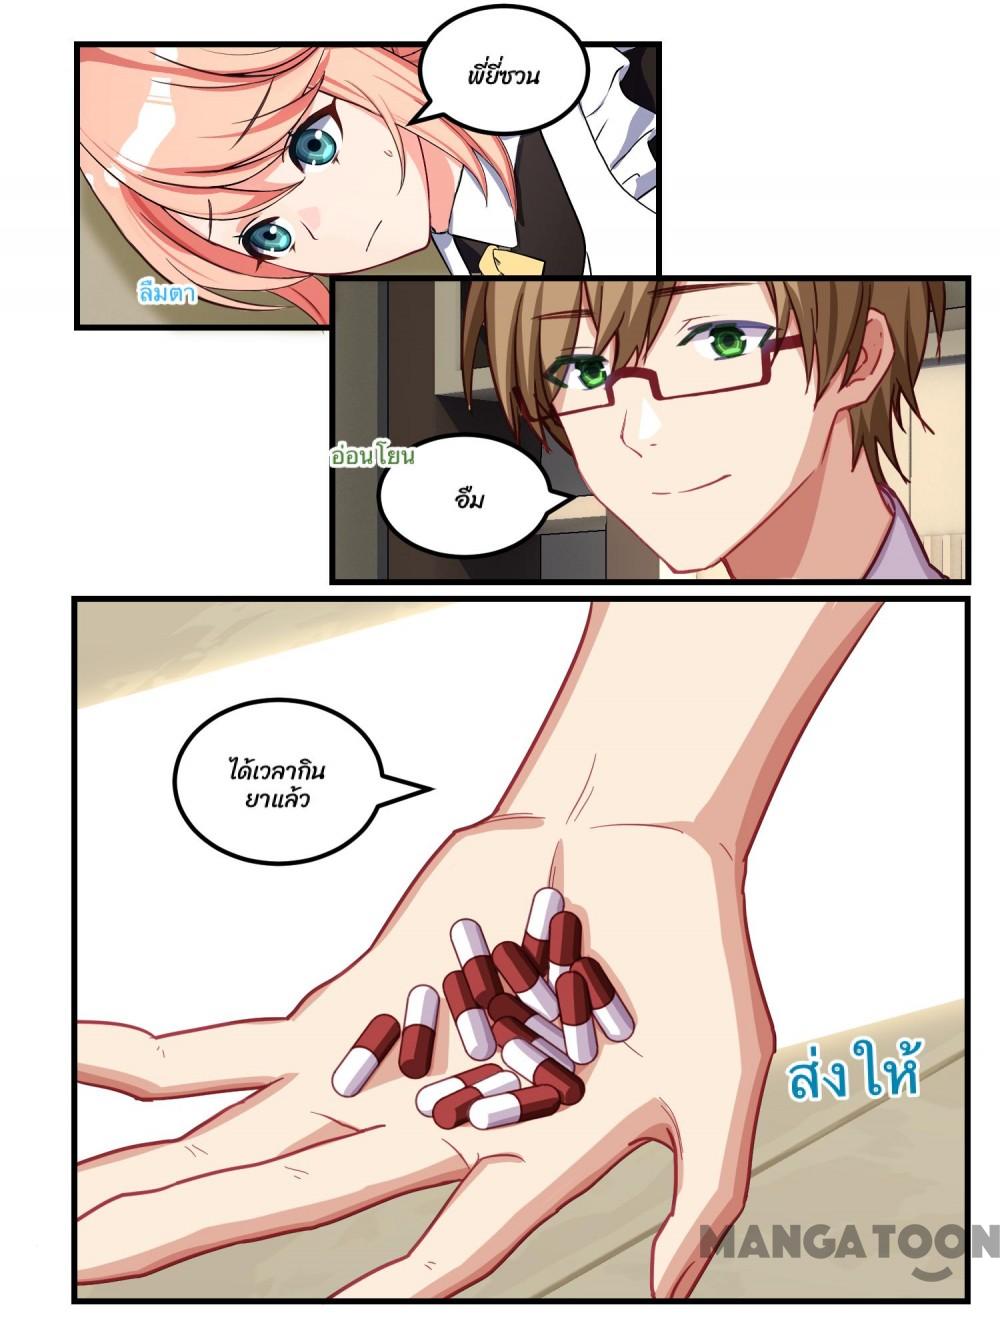 พี่ยี่ซวน
ลืมตา
อ่อนโยน
อืม
ได้เวลากิน
ยาแล้ว
ส่งให้
MANGATOON